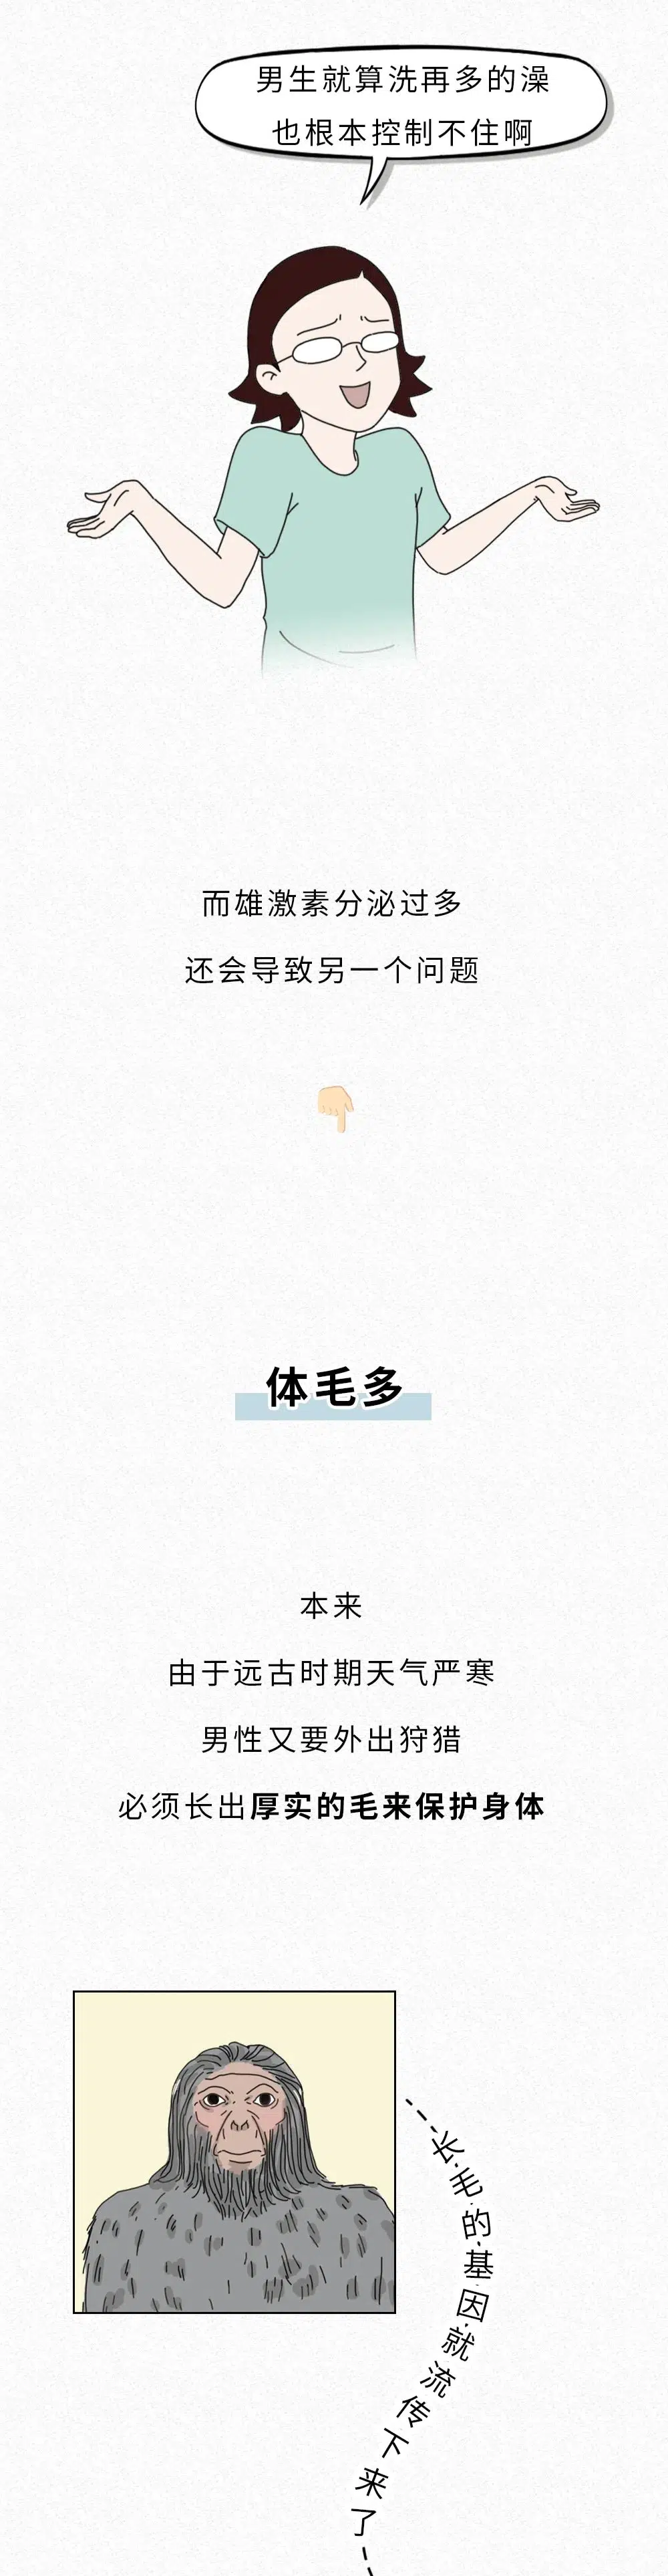 男生就算洗再多的澡
也根本控制不住啊
而雄激素分泌过多
还会导致另一个问题
体毛多
本来
由于远古时期天气严寒
男性又要外出狩猎
必须长出厚实的毛来保护身体
长毛的基因就流传下来了